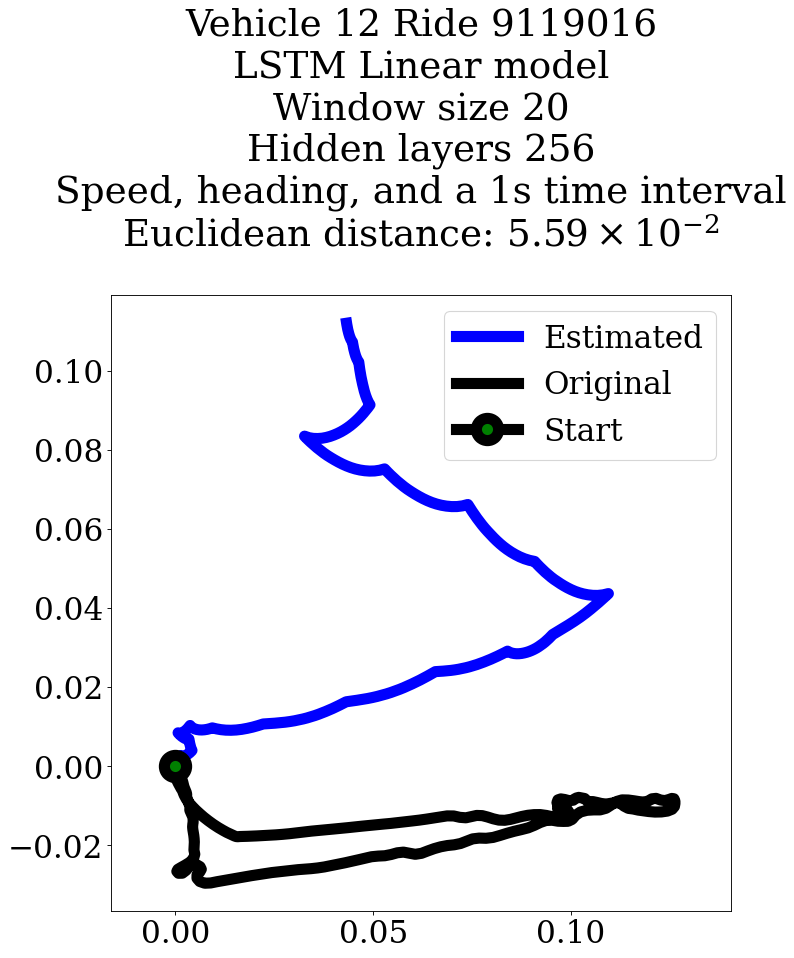 Vehicle 12 Ride 9119016
LSTM Linear model
Window size 20
Hidden layers 256
Speed, heading, and a 1s time interval
Euclidean distance: 5.59 × 10⁻²
Estimated
Original
Start
0.10
0.08
0.06
0.04
0.02
0.00
−0.02
0.00 0.05 0.10